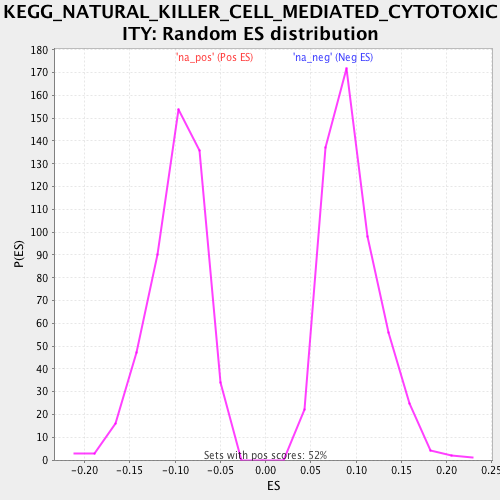 KEGG_NATURAL_KILLER_CELL_MEDIATED_CYTOTOXIC
ITY: Random ES distribution
'na_pos' (Pos ES) 'na_neg' (Neg ES)
180
170
160
150
140
130
120
110
100
90
80
70
60
50
40
30
20
10
0
P(ES)
Sets with pos scores: 52%
-0.20 -0.15 -0.10 -0.05 0.00 0.05 0.10 0.15 0.20 0.25
ES